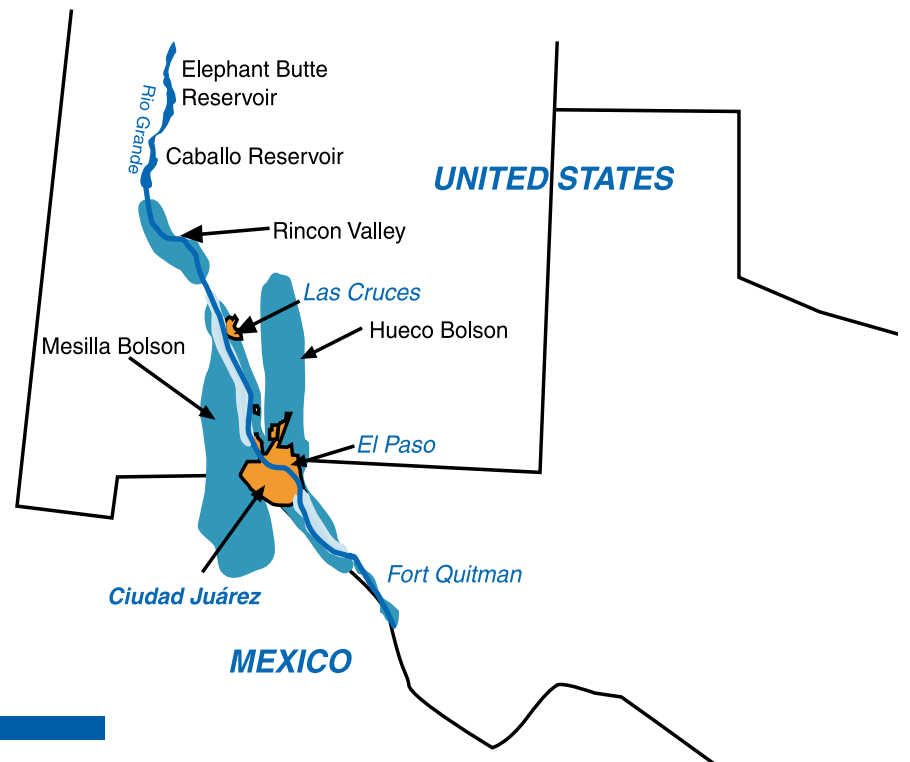 Elephant Butte
Reservoir
Rio Grande
Caballo Reservoir
UNITED STATES
Rincon Valley
Las Cruces
Hueco Bolson
Mesilla Bolson
El Paso
Fort Quitman
Ciudad Juárez
MEXICO